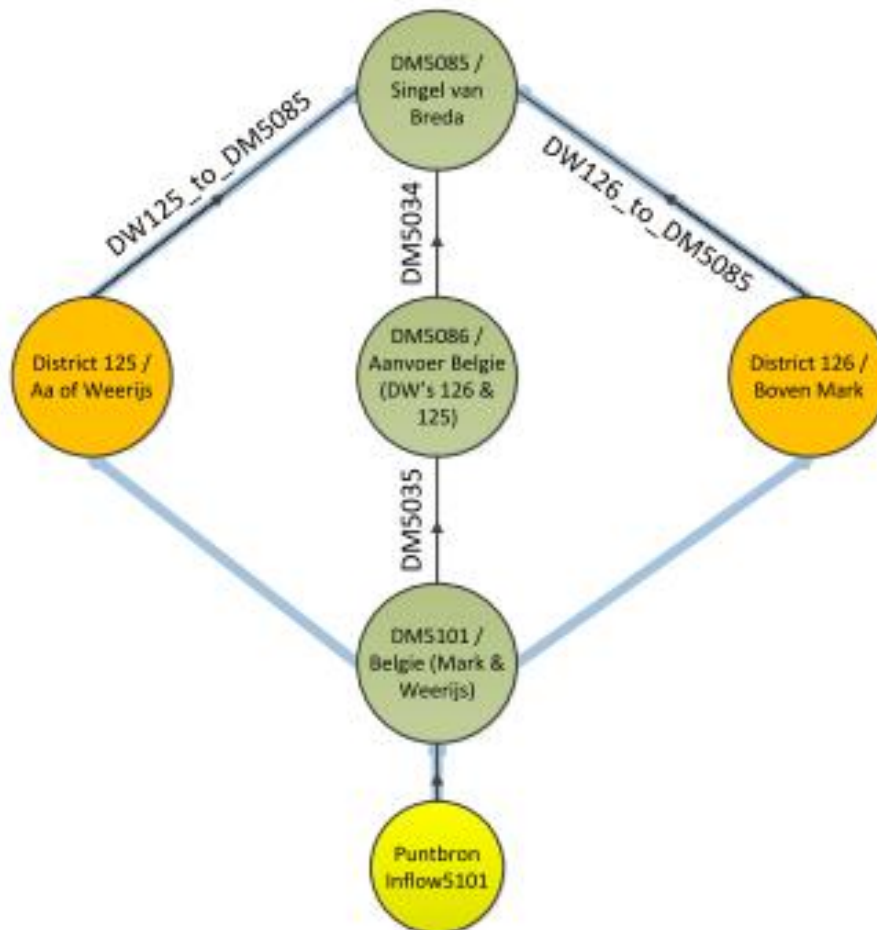 DM5085 /
Singel van
Breda
DW125_to_DM5085
DM5034
DW126_to_DM5085
District 125 /
Aa of Weerijs
DM5086 /
Aanvoer Belgie
(DW's 126 &
125)
District 126 /
Boven Mark
DM5035
DM5101 /
Belgie (Mark &
Weerijs)
Puntbron
Inflow5101